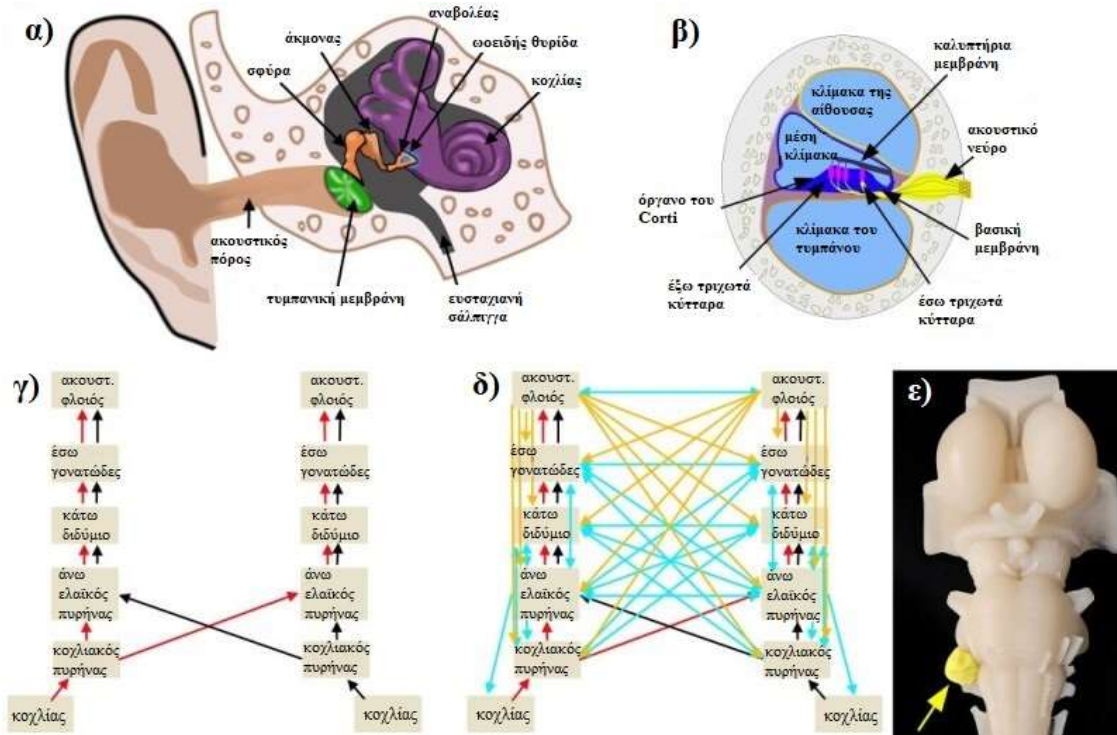 α)
αναβολέας
άκμονας
ωοειδής θυρίδα
σφύρα
κοχλίας
ακουστικός
πόρος
τυμπανική μεμβράνη
ευσταχιανή
σάλπιγγα
β)
καλυπτήρια
μεμβράνη
κλίμακα της
αίθουσας
μέση
κλίμακα
ακουστικό
νεύρο
όργανο του
Corti
κλίμακα του
τυμπάνου
βασική
μεμβράνη
έξω τριχωτά
κύτταρα
έσω τριχωτά
κύτταρα
γ)
ακουστ.
φλοιός
ακουστ.
φλοιός
έσω
γονατώδες
έσω
γονατώδες
κάτω
διδύμιο
κάτω
διδύμιο
άνω
ελαϊκός
πυρήνας
άνω
ελαϊκός
πυρήνας
κοχλιακός
πυρήνας
κοχλιακός
πυρήνας
κοχλίας
κοχλίας
δ)
ακουστ.
φλοιός
ακουστ.
φλοιός
έσω
γονατώδες
έσω
γονατώδες
κάτω
διδύμιο
κάτω
διδύμιο
άνω
ελαϊκός
πυρήνας
άνω
ελαϊκός
πυρήνας
κοχλιακός
πυρήνας
κοχλιακός
πυρήνας
κοχλίας
κοχλίας
ε)